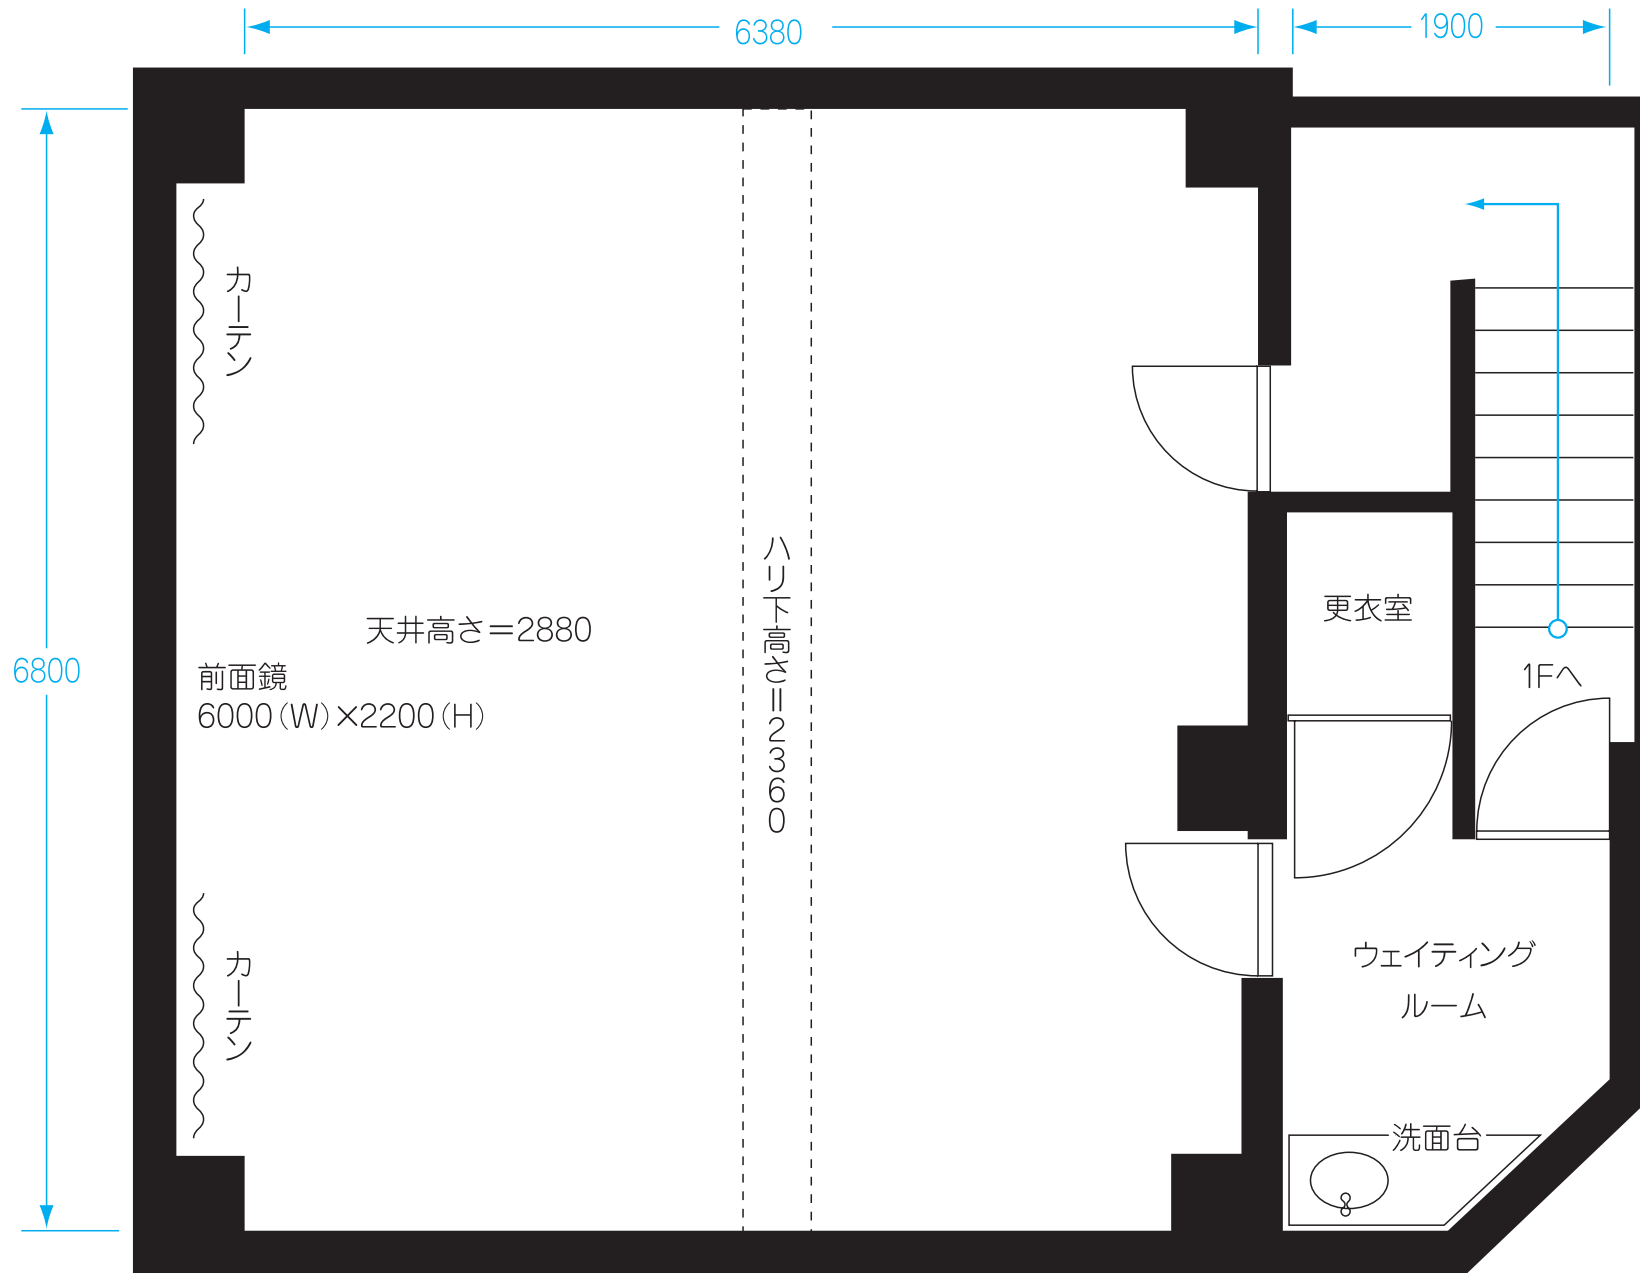 6380
1900
6800
カーテン
天井高さ=2880
前面鏡
6000(W)×2200(H)
ハリ下高さ=2360
更衣室
1Fへ
カーテン
ウェイティング
ルーム
洗面台